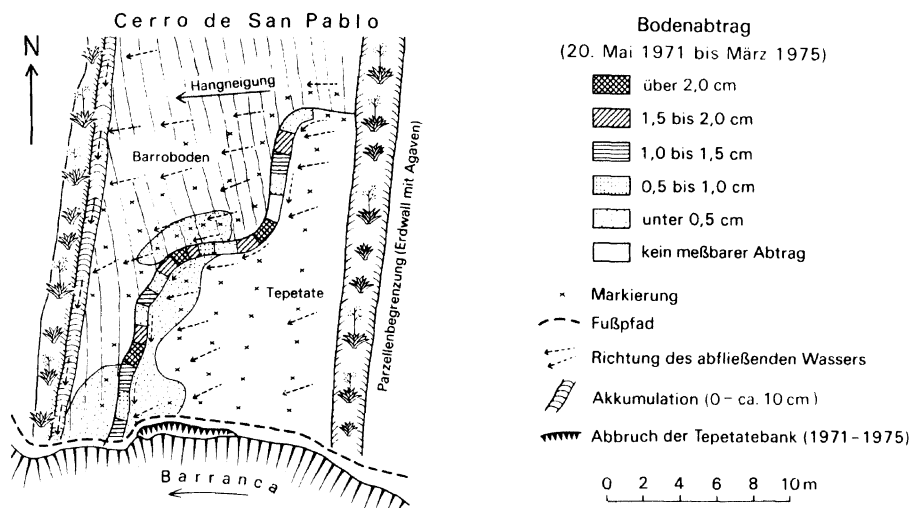 Cerro de San Pablo
N
Hangneigung
Barroboden
Tepetate
Parzellenbegrenzung (Erdwall mit Agaven)
Barranca
Bodenabtrag
(20. Mai 1971 bis März 1975)
über 2,0 cm
1,5 bis 2,0 cm
1,0 bis 1,5 cm
0,5 bis 1,0 cm
unter 0,5 cm
kein meßbarer Abtrag
Markierung
Fußpfad
Richtung des abfließenden Wassers
Akkumulation (0 – ca. 10 cm)
Abbruch der Tepetatebank (1971 – 1975)
0 2 4 6 8 10 m